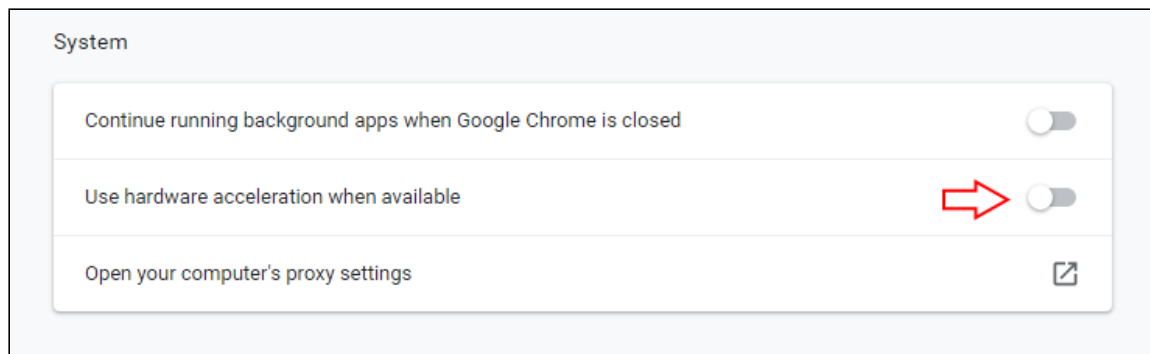 System
Continue running background apps when Google Chrome is closed
Use hardware acceleration when available
Open your computer's proxy settings